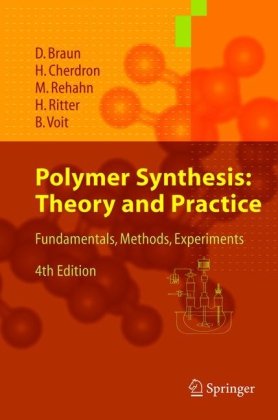 D. Braun
H. Cherdron
M. Rehahn
H. Ritter
B. Voit
Polymer Synthesis:
Theory and Practice
Fundamentals, Methods, Experiments
4th Edition
Springer